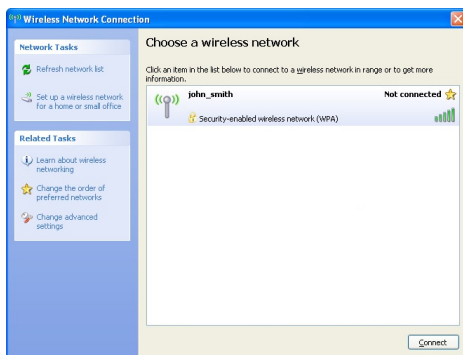 Wireless Network Connection
Network Tasks
Refresh network list
Set up a wireless network
for a home or small office
Related Tasks
Learn about wireless
networking
Change the order of
preferred networks
Change advanced
settings
Choose a wireless network
Click an item in the list below to connect to a wireless network in range or to get more
information.
john_smith Not connected
Security-enabled wireless network (WPA)
Connect